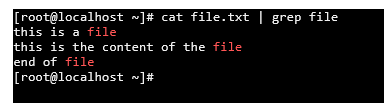 [root@localhost ~]# cat file.txt | grep file
this is a file
this is the content of the file
end of file
[root@localhost ~]#